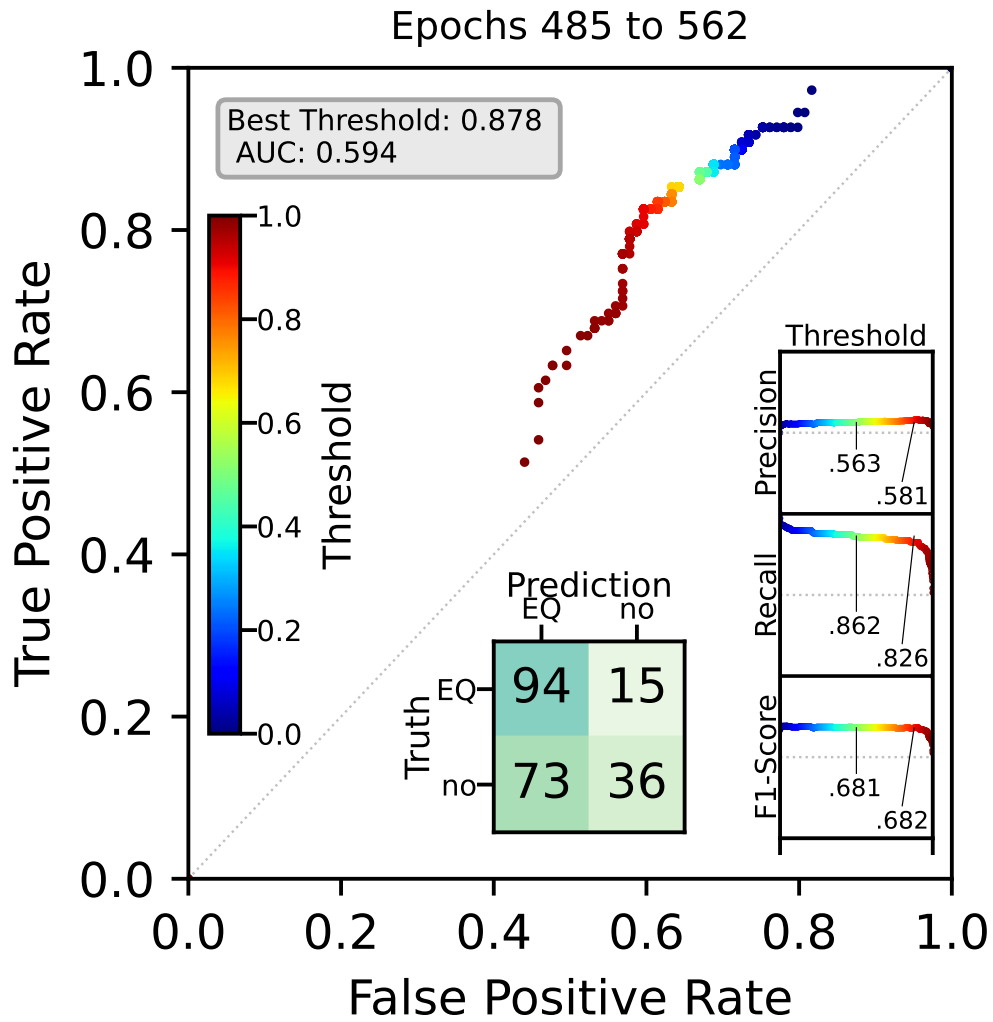 Epochs 485 to 562
1.0
0.8
0.6
0.4
0.2
0.0
True Positive Rate
Best Threshold: 0.878
AUC: 0.594
1.0
0.8
0.6
0.4
0.2
0.0
Threshold
Threshold
Precision
.563
.581
Recall
.862
.826
F1-Score
.681
.682
Prediction
EQ no
Truth
EQ 94 15
no 73 36
0.0 0.2 0.4 0.6 0.8 1.0
False Positive Rate